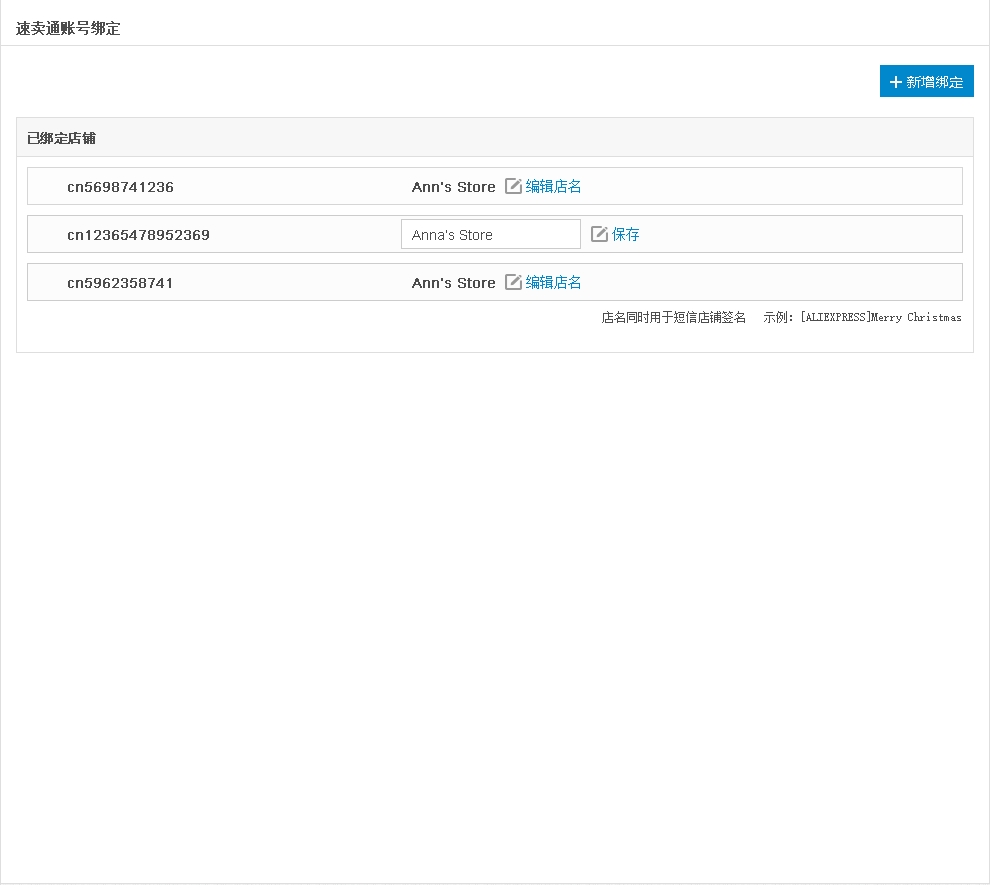 速卖通账号绑定
新增绑定
已绑定店铺
cn5698741236 Ann's Store 编辑店名
cn12365478952369 Anna's Store 保存
cn5962358741 Ann's Store 编辑店名
店名同时用于短信店铺签名 示例：[ALIEXPRESS]Merry Christmas